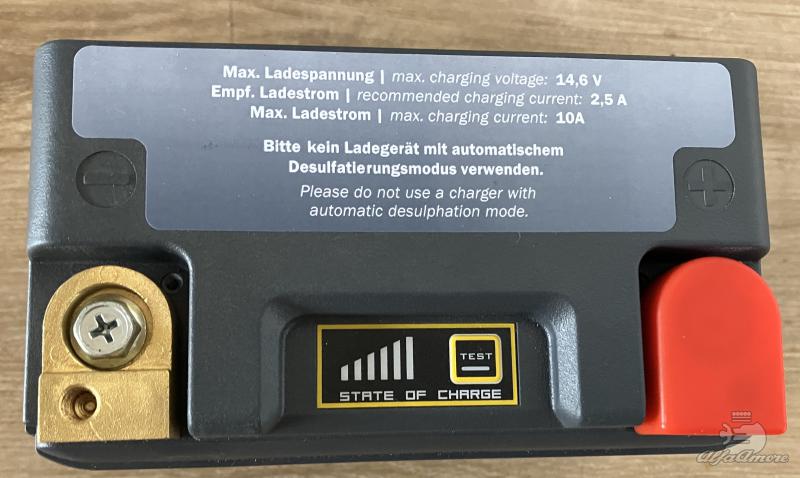 Max. Ladespannung | max. charging voltage: 14,6 V
Empf. Ladestrom | recommended charging current: 2,5 A
Max. Ladestrom | max. charging current: 10A
Bitte kein Ladegerät mit automatischem
Desulfatierungsmodus verwenden.
Please do not use a charger with
automatic desulphation mode.
TEST
STATE OF CHARGE
AlfaAmore